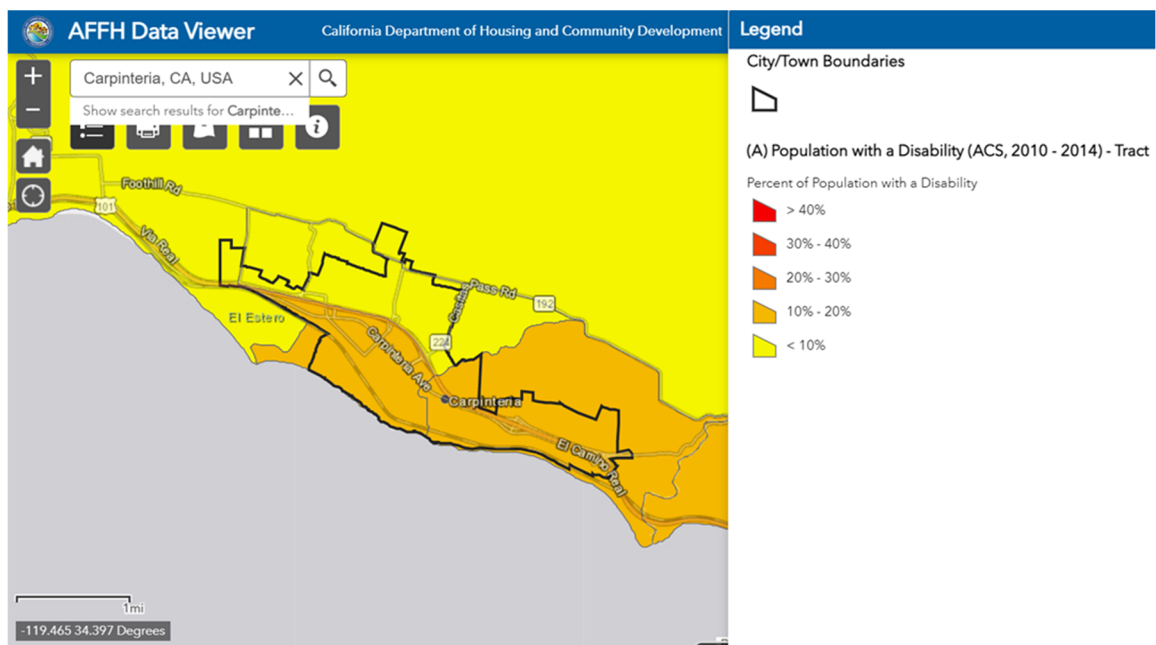 AFFH Data Viewer
California Department of Housing and Community Development
Legend
Carpinteria, CA, USA
Show search results for Carpinte...
City/Town Boundaries
(A) Population with a Disability (ACS, 2010 - 2014) - Tract
Percent of Population with a Disability
> 40%
30% - 40%
20% - 30%
10% - 20%
< 10%
Foothill Rd
101
Via Real
Pass Rd
192
El Estero
224
Carpinteria Ave
Carpinteria
El Camino Real
1mi
-119.465 34.397 Degrees